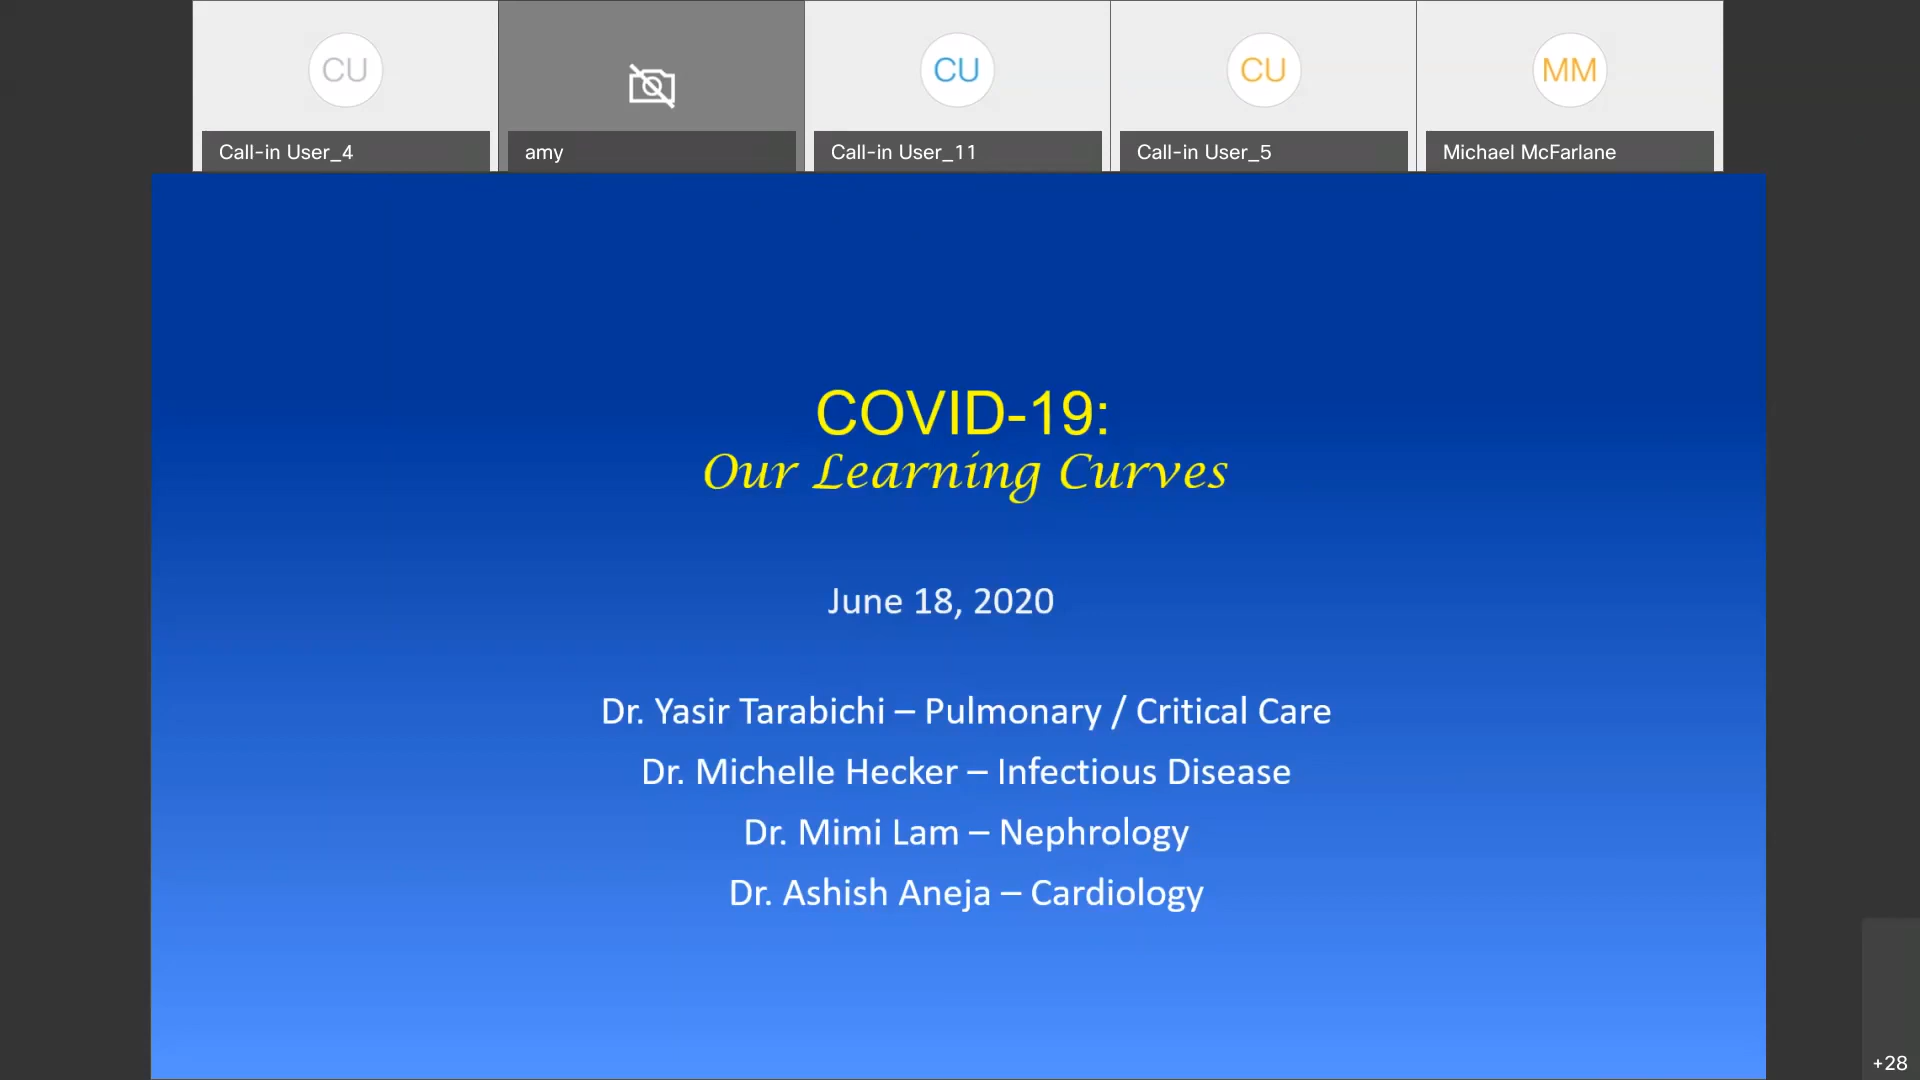 CU
CU
CU
MM
Call-in User_4
amy
Call-in User_11
Call-in User_5
Michael McFarlane
COVID-19:
Our Learning Curves
June 18, 2020
Dr. Yasir Tarabichi – Pulmonary / Critical Care
Dr. Michelle Hecker – Infectious Disease
Dr. Mimi Lam – Nephrology
Dr. Ashish Aneja – Cardiology
+28